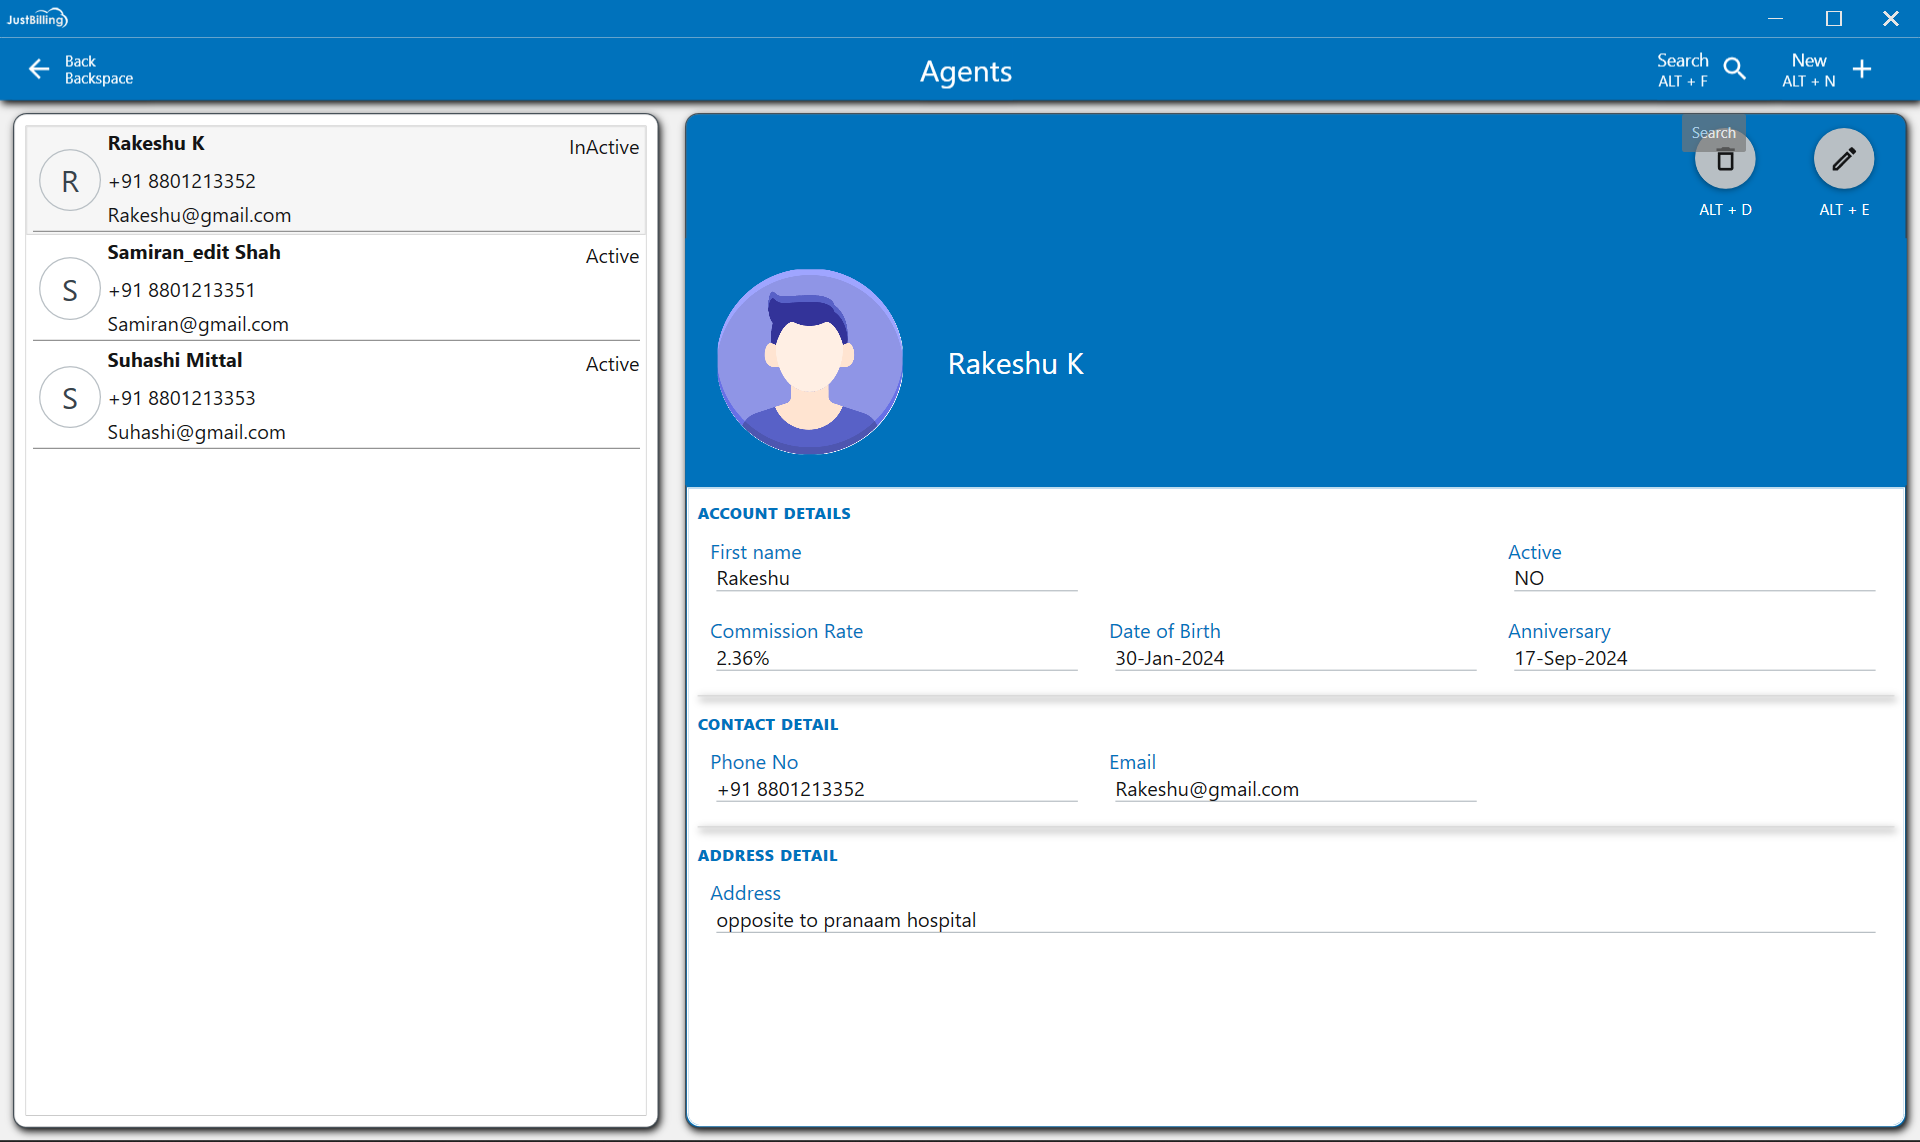 JustBilling
Back
Backspace
Agents
Search
ALT + F
New
ALT + N
R
Rakeshu K
InActive
+91 8801213352
Rakeshu@gmail.com
S
Samiran_edit Shah
Active
+91 8801213351
Samiran@gmail.com
S
Suhashi Mittal
Active
+91 8801213353
Suhashi@gmail.com
Search
ALT + D
ALT + E
Rakeshu K
ACCOUNT DETAILS
First name
Rakeshu
Active
NO
Commission Rate
2.36%
Date of Birth
30-Jan-2024
Anniversary
17-Sep-2024
CONTACT DETAIL
Phone No
+91 8801213352
Email
Rakeshu@gmail.com
ADDRESS DETAIL
Address
opposite to pranaam hospital